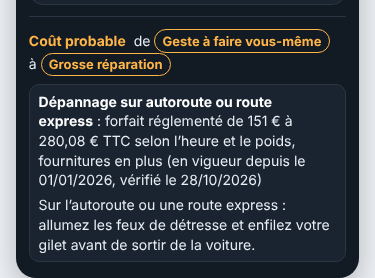 Coût probable de Geste à faire vous-même
à Grosse réparation
Dépannage sur autoroute ou route
express : forfait réglementé de 151 € à
280,08 € TTC selon l’heure et le poids,
fournitures en plus (en vigueur depuis le
01/01/2026, vérifié le 28/10/2026)
Sur l’autoroute ou une route express :
allumez les feux de détresse et enfilez votre
gilet avant de sortir de la voiture.